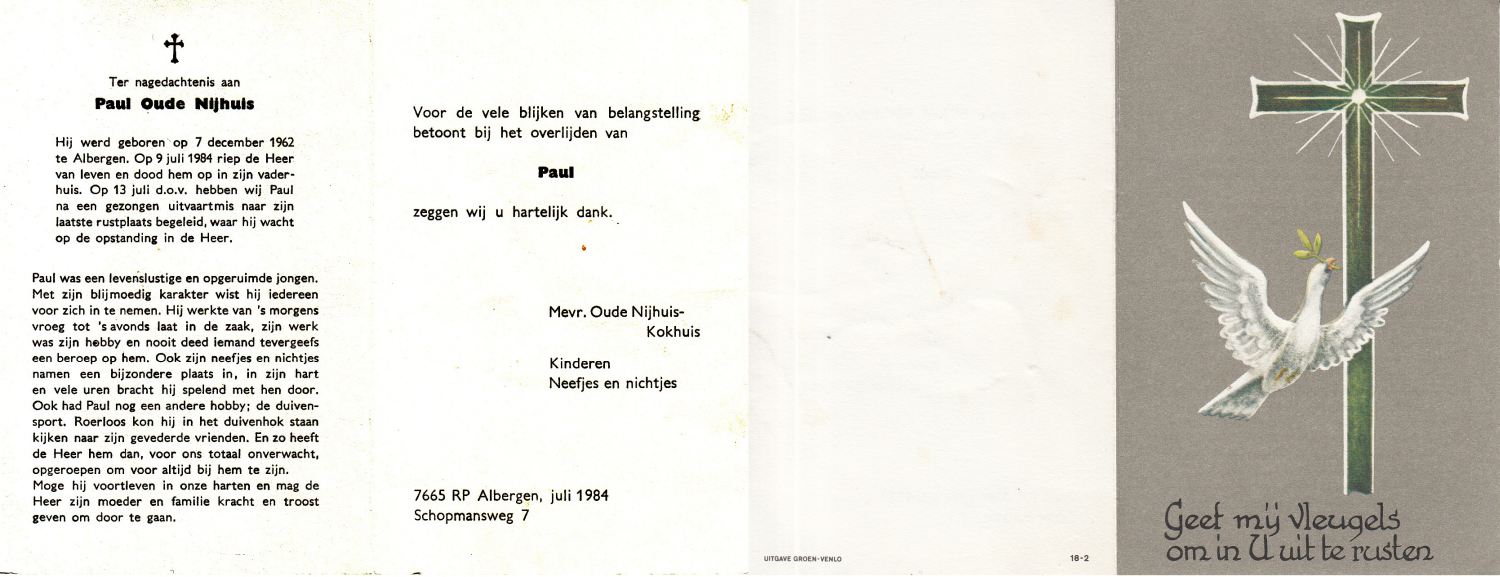 Ter nagedachtenis aan
Paul Oude Nijhuis
Hij werd geboren op 7 december 1962
te Albergen. Op 9 juli 1984 riep de Heer
van leven en dood hem op in zijn vader-
huis. Op 13 juli d.o.v. hebben wij Paul
na een gezongen uitvaartmis naar zijn
laatste rustplaats begeleid, waar hij wacht
op de opstanding in de Heer.
Paul was een levenslustige en opgeruimde jongen.
Met zijn blijmoedig karakter wist hij iedereen
voor zich in te nemen. Hij werkte van 's morgens
vroeg tot 's avonds laat in de zaak, zijn werk
was zijn hobby en nooit deed iemand tevergeefs
een beroep op hem. Ook zijn neefjes en nichtjes
namen een bijzondere plaats in, in zijn hart
en vele uren bracht hij spelend met hen door.
Ook had Paul nog een andere hobby; de duiven-
sport. Roerloos kon hij in het duivenhok staan
kijken naar zijn gevederde vrienden. En zo heeft
de Heer hem dan, voor ons totaal onverwacht,
opgeroepen om voor altijd bij hem te zijn.
Moge hij voortleven in onze harten en mag de
Heer zijn moeder en familie kracht en troost
geven om door te gaan.
Voor de vele blijken van belangstelling
betoont bij het overlijden van
Paul
zeggen wij u hartelijk dank.
Mevr. Oude Nijhuis-
Kokhuis
Kinderen
Neefjes en nichtjes
7665 RP Albergen, juli 1984
Schopmansweg 7
UITGAVE GROEN-VENLO
18-2
Geef mij vleugels
om in U uit te rusten